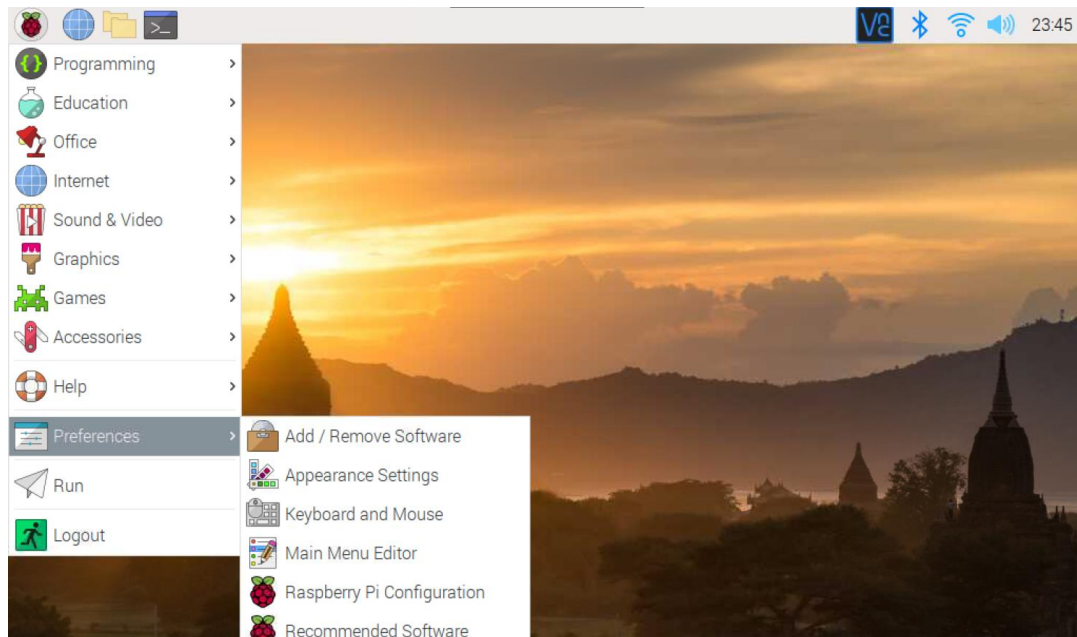 VNC
23:45
Programming
Education
Office
Internet
Sound & Video
Graphics
Games
Accessories
Help
Preferences
Add / Remove Software
Appearance Settings
Run
Keyboard and Mouse
Logout
Main Menu Editor
Raspberry Pi Configuration
Recommended Software